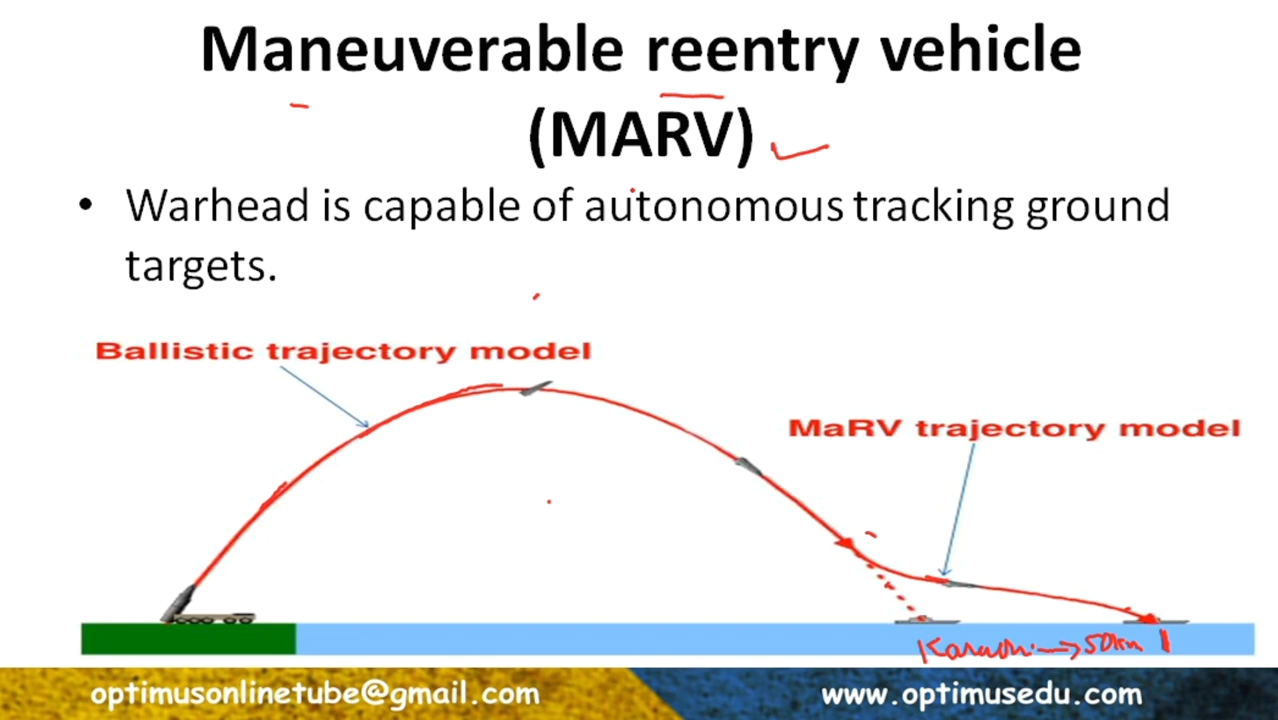 Maneuverable reentry vehicle
(MARV)
• Warhead is capable of autonomous tracking ground
targets.
Ballistic trajectory model
MaRV trajectory model
Karachi → 50km
optimusonlinetube@gmail.com
www.optimusedu.com